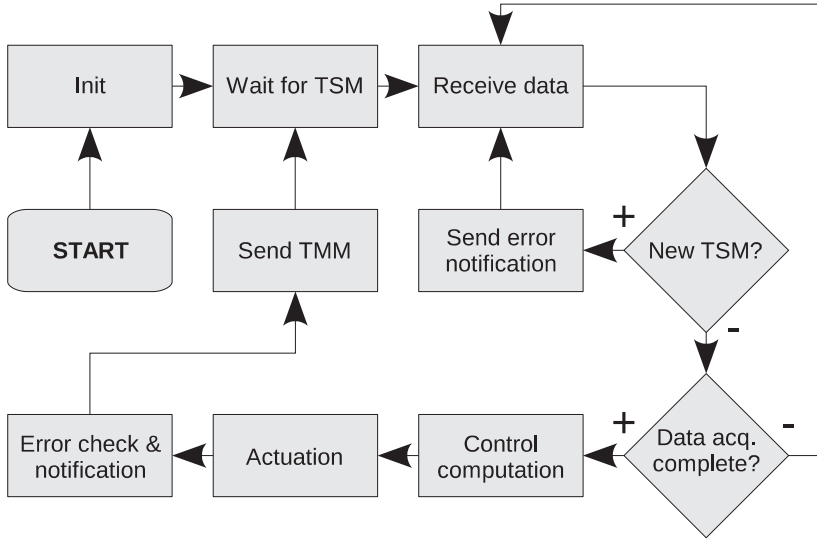 Init
Wait for TSM
Receive data
START
Send TMM
Send error
notification
+
New TSM?
-
Error check &
notification
Actuation
Control
computation
+
Data acq.
complete?
-